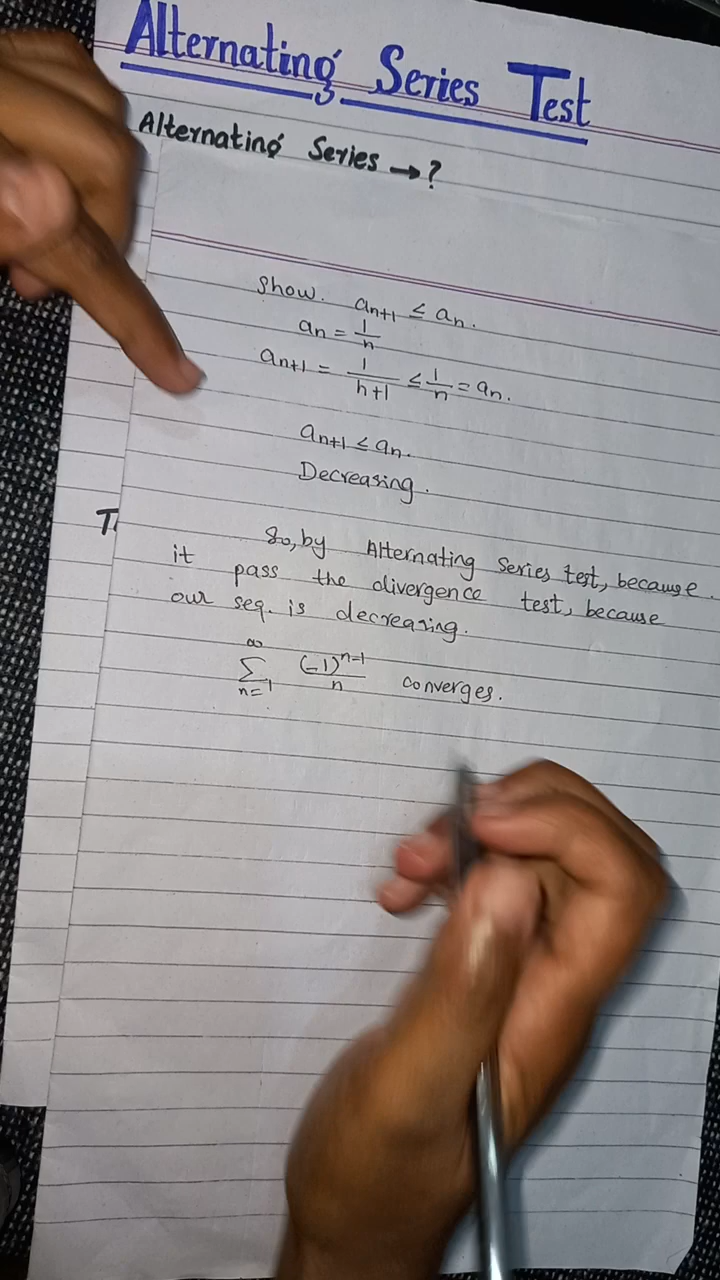 Alternating Series Test
Alternating Series → ?
Show. aₙ₊₁ ≤ aₙ.
aₙ = 1/n
aₙ₊₁ = 1/(n+1) ≤ 1/n = aₙ.
aₙ₊₁ ≤ aₙ.
Decreasing.
So, by Alternating Series test, because.
it pass the divergence test, because
our seq. is decreasing.
∞
∑ (-1)ⁿ⁻¹/n converges.
n=1